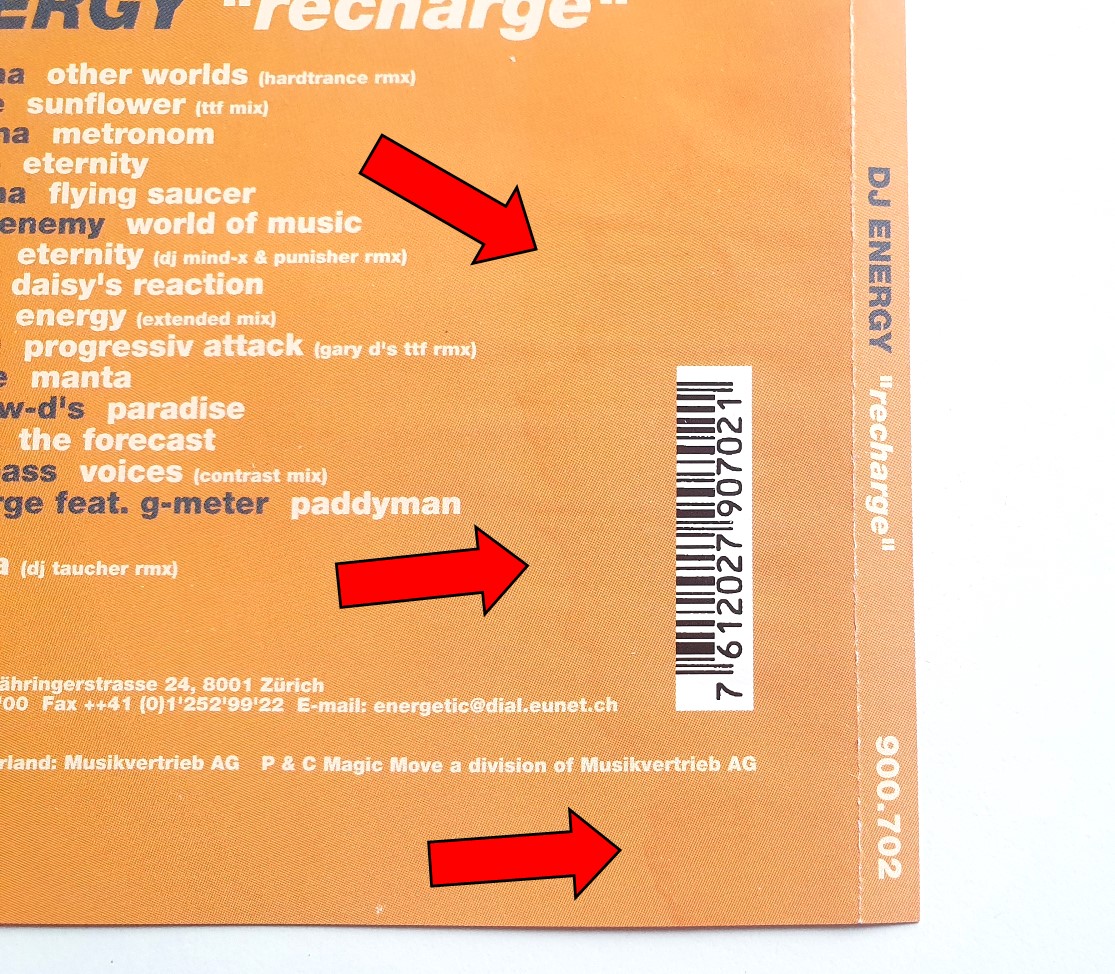 ERGY "recharge"
na other worlds (hardtrance rmx)
e sunflower (ttf mix)
na metronom
eternity
na flying saucer
enemy world of music
eternity (dj mind-x & punisher rmx)
daisy's reaction
energy (extended mix)
progressiv attack (gary d's ttf rmx)
e manta
w-d's paradise
the forecast
ass voices (contrast mix)
rge feat. g-meter paddyman
a (dj taucher rmx)
ähringerstrasse 24, 8001 Zürich
'00 Fax ++41 (0)1'252'99'22 E-mail: energetic@dial.eunet.ch
rland: Musikvertrieb AG P & C Magic Move a division of Musikvertrieb AG
7 612027 907021
DJ ENERGY "recharge" 900.702